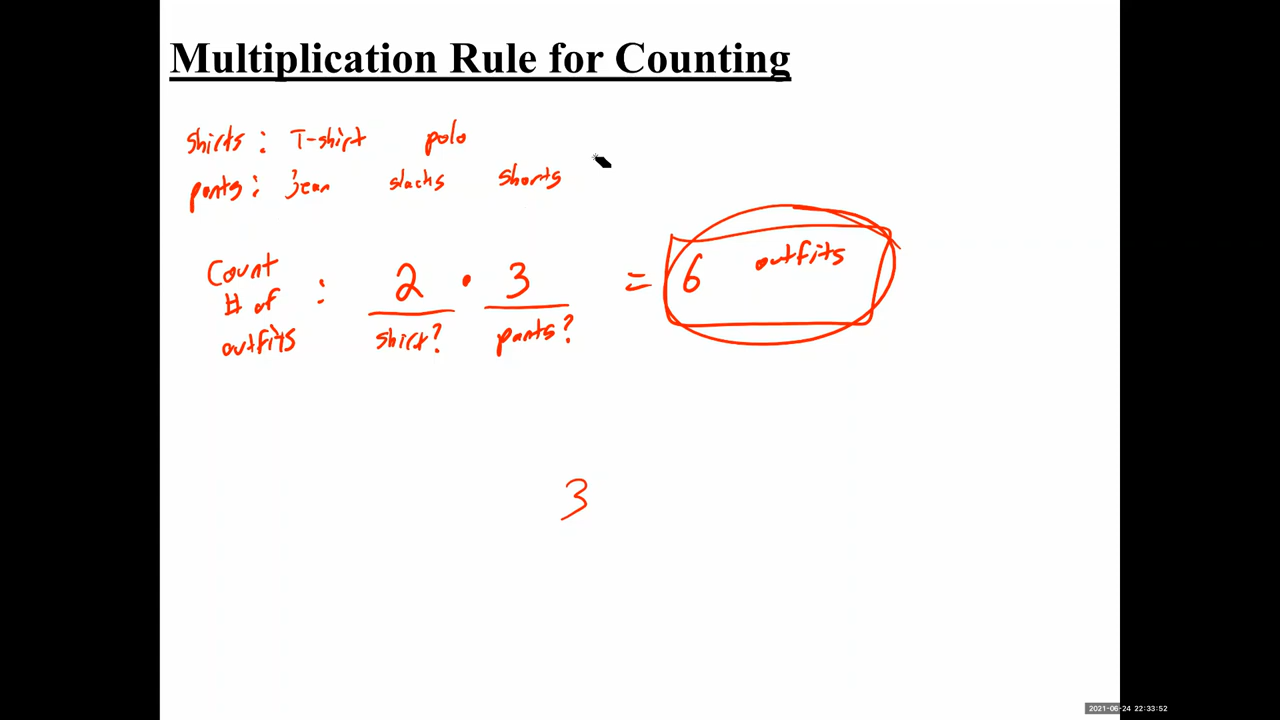 Multiplication Rule for Counting
shirts: T-shirt polo
pants: jean slacks shorts
Count # of outfits : 2 · 3 = 6 outfits
shirt? pants?
3
2021-06-24 22:33:52